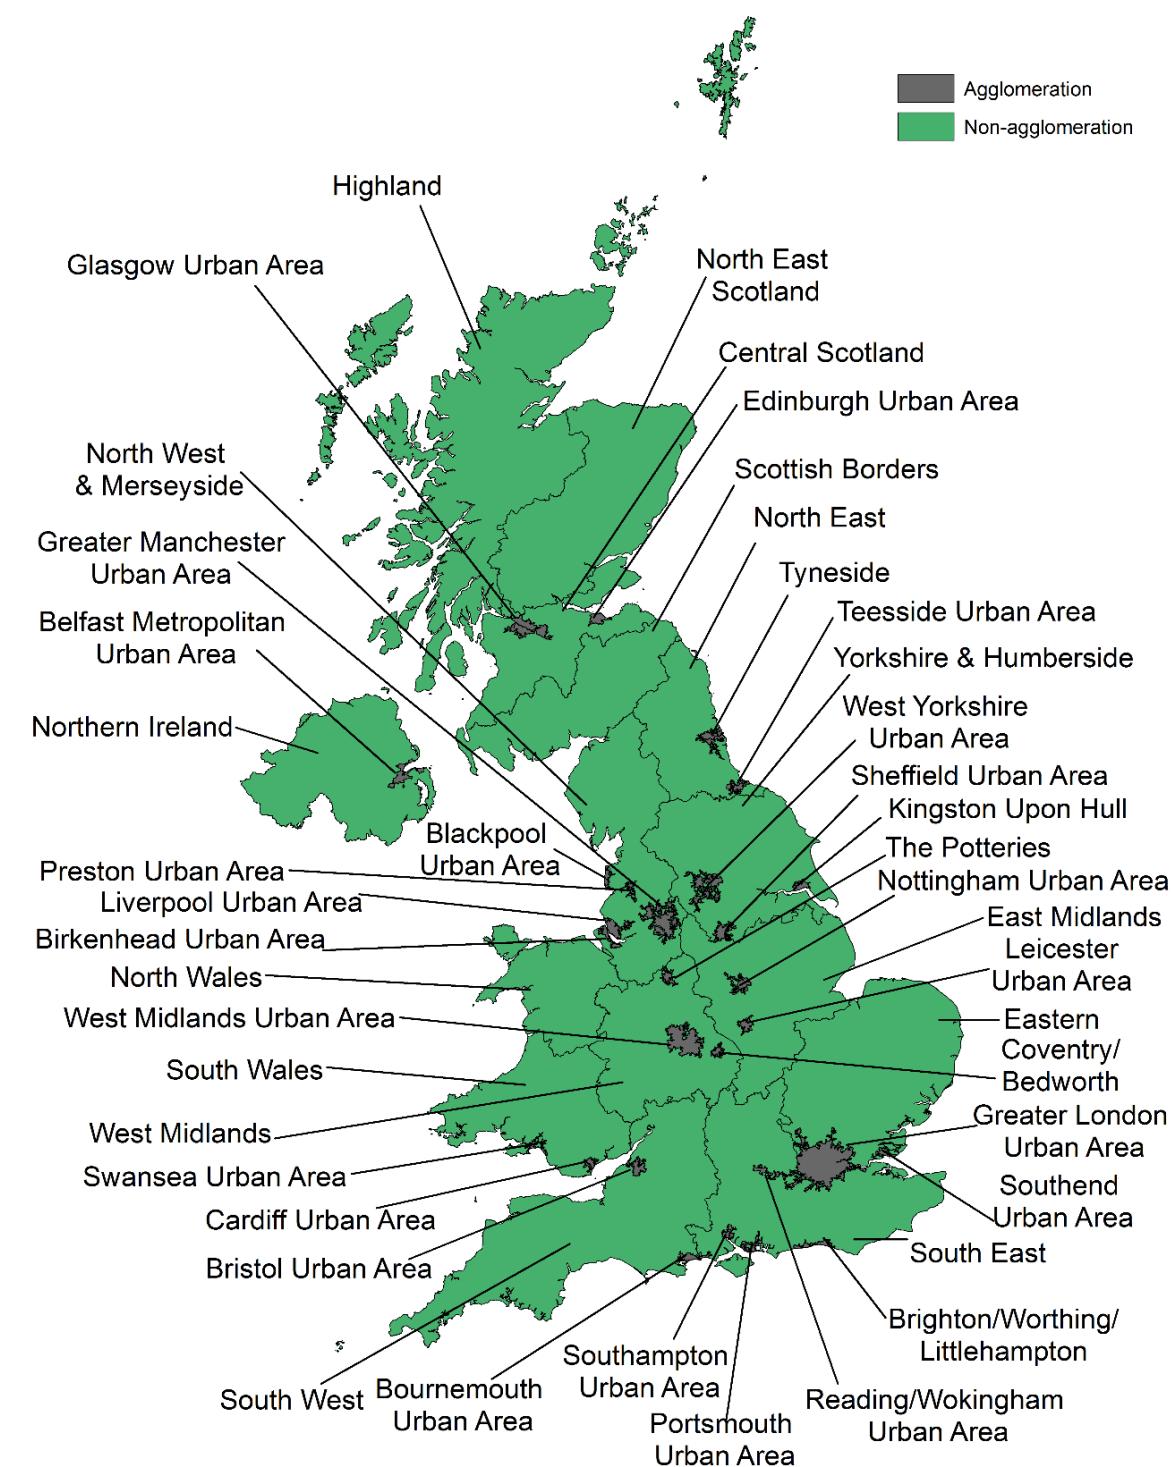 Agglomeration
Non-agglomeration
Highland
Glasgow Urban Area
North East
Scotland
Central Scotland
Edinburgh Urban Area
North West
& Merseyside
Scottish Borders
North East
Greater Manchester
Urban Area
Tyneside
Belfast Metropolitan
Urban Area
Teesside Urban Area
Yorkshire & Humberside
Northern Ireland
West Yorkshire
Urban Area
Sheffield Urban Area
Kingston Upon Hull
Blackpool
Urban Area
The Potteries
Preston Urban Area
Nottingham Urban Area
Liverpool Urban Area
East Midlands
Birkenhead Urban Area
Leicester
Urban Area
North Wales
West Midlands Urban Area
Eastern
Coventry/
Bedworth
South Wales
Greater London
Urban Area
West Midlands
Swansea Urban Area
Southend
Urban Area
Cardiff Urban Area
South East
Bristol Urban Area
Brighton/Worthing/
Littlehampton
Southampton
Urban Area
South West
Bournemouth
Urban Area
Reading/Wokingham
Urban Area
Portsmouth
Urban Area